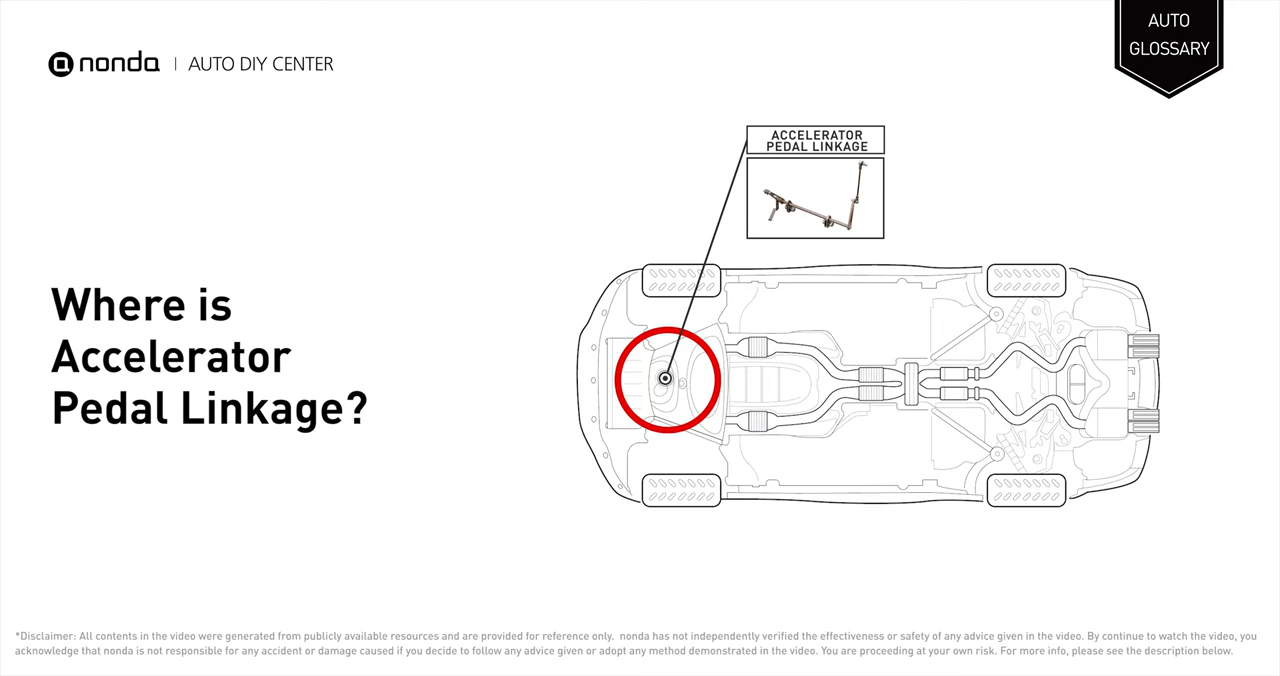 nonda | AUTO DIY CENTER
AUTO
GLOSSARY
ACCELERATOR
PEDAL LINKAGE
Where is
Accelerator
Pedal Linkage?
*Disclaimer: All contents in the video were generated from publicly available resources and are provided for reference only. nonda has not independently verified the effectiveness or safety of any advice given in the video. By continue to watch the video, you
acknowledge that nonda is not responsible for any accident or damage caused if you decide to follow any advice given or adopt any method demonstrated in the video. You are proceeding at your own risk. For more info, please see the description below.